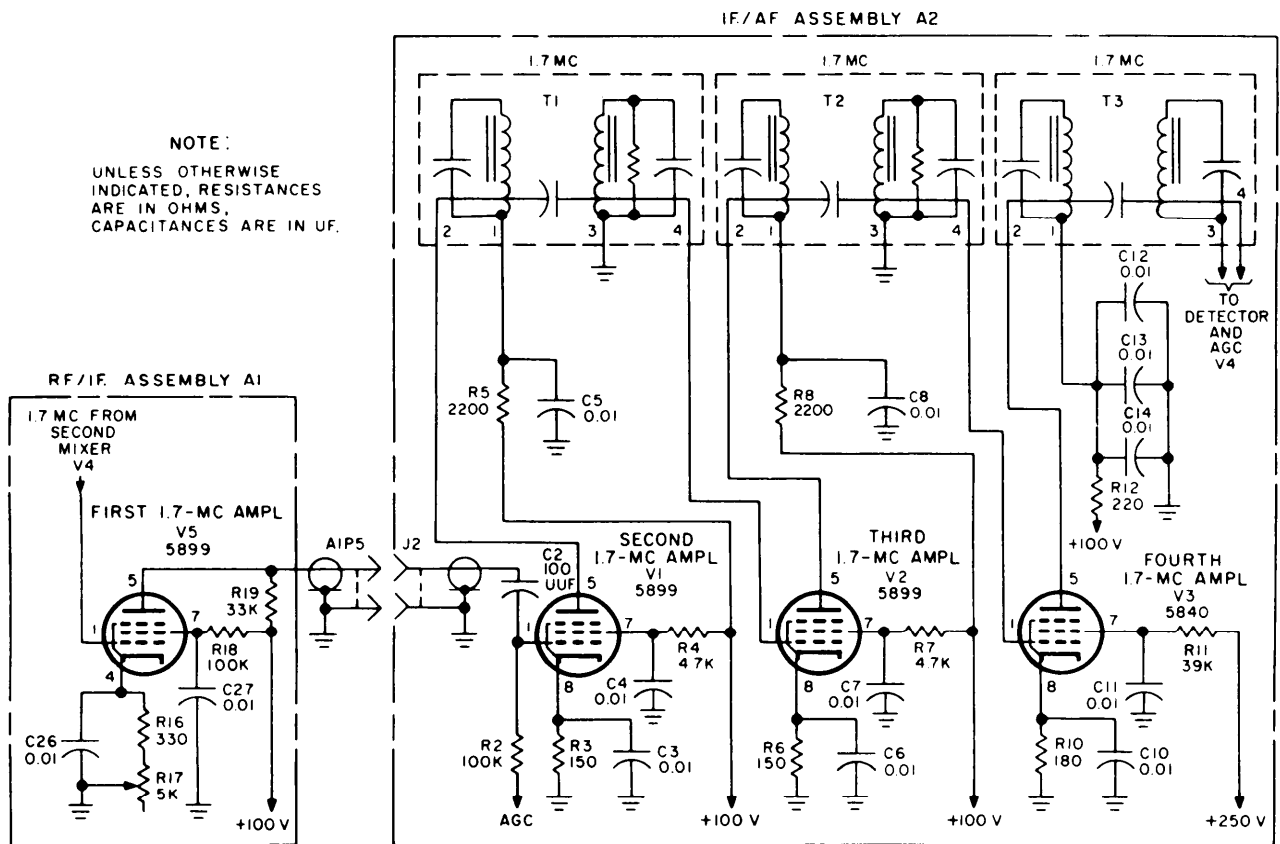 IF/AF ASSEMBLY A2
1.7 MC
1.7 MC
1.7 MC
T1
T2
T3
NOTE:
UNLESS OTHERWISE
INDICATED, RESISTANCES
ARE IN OHMS,
CAPACITANCES ARE IN UF.
2
1
3
4
2
1
3
4
2
1
3
4
C12
0.01
C13
0.01
C14
0.01
R12
220
+100 V
TO
DETECTOR
AND
AGC
V4
R5
2200
C5
0.01
R8
2200
C8
0.01
RF/IF ASSEMBLY A1
1.7 MC FROM
SECOND
MIXER
V4
FIRST 1.7-MC AMPL
V5
5899
5
1
7
4
R19
33K
R18
100K
C27
0.01
C26
0.01
R16
330
R17
5K
+100 V
A1P5
J2
C2
100
UUF
SECOND
1.7-MC AMPL
V1
5899
5
1
7
8
R4
4.7K
C4
0.01
R2
100K
R3
150
C3
0.01
AGC
+100 V
THIRD
1.7-MC AMPL
V2
5899
5
1
7
8
R7
4.7K
C7
0.01
R6
150
C6
0.01
+100 V
FOURTH
1.7-MC AMPL
V3
5840
5
1
7
8
R11
39K
C11
0.01
R10
180
C10
0.01
+250 V